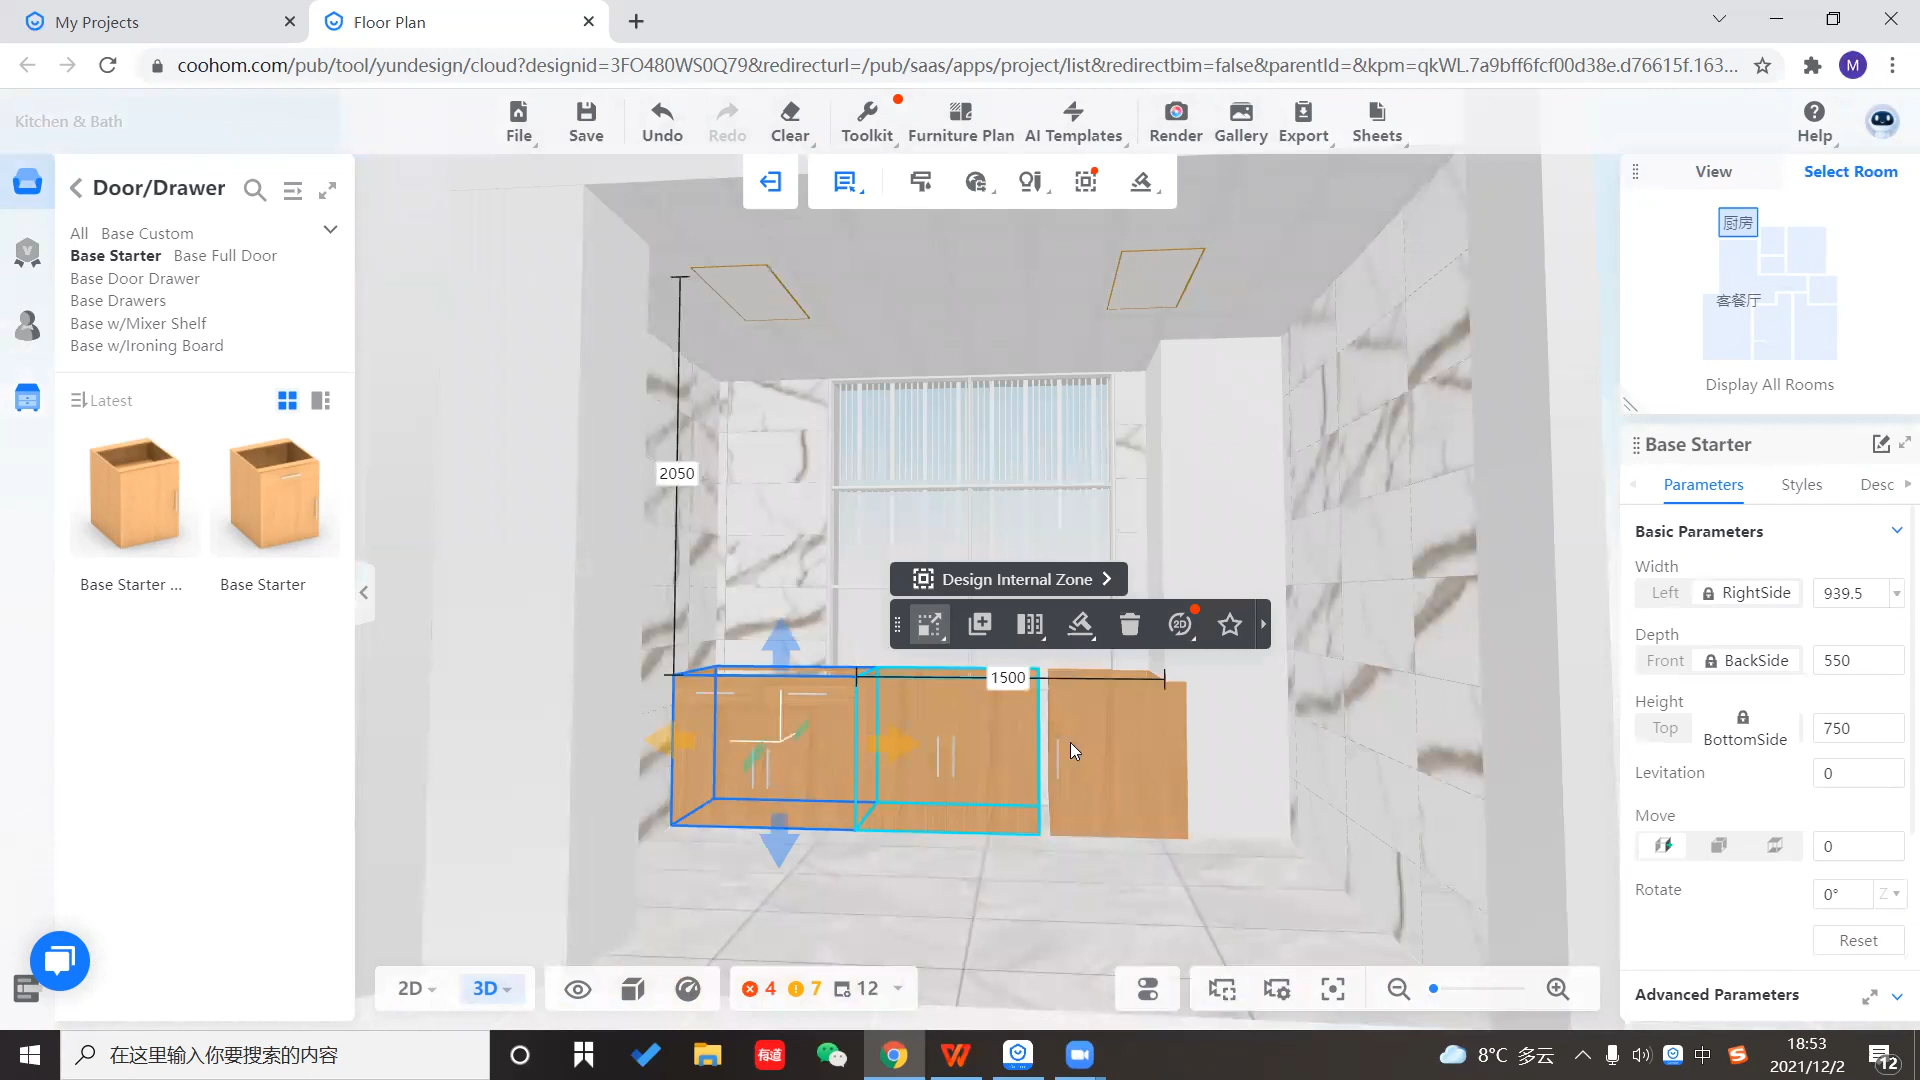 My Projects
Floor Plan
coohom.com/pub/tool/yundesign/cloud?designid=3FO480WS0Q79&redirecturl=/pub/saas/apps/project/list&redirectbim=false&parentId=&kpm=qkWL.7a9bff6fcf00d38e.d76615f.163...
M
Kitchen & Bath
File
Save
Undo
Redo
Clear
Toolkit
Furniture Plan
AI Templates
Render
Gallery
Export
Sheets
Help
Door/Drawer
All Base Custom
Base Starter Base Full Door
Base Door Drawer
Base Drawers
Base w/Mixer Shelf
Base w/Ironing Board
Latest
Base Starter ...
Base Starter
2050
Design Internal Zone
2D
1500
View
Select Room
厨房
客餐厅
Display All Rooms
Base Starter
Parameters
Styles
Desc
Basic Parameters
Width
Left
RightSide
939.5
Depth
Front
BackSide
550
Height
Top
BottomSide
750
Levitation
0
Move
0
Rotate
0°
Z
Reset
Advanced Parameters
2D
3D
4
7
12
在这里输入你要搜索的内容
有道
8°C 多云
中
18:53
2021/12/2
12